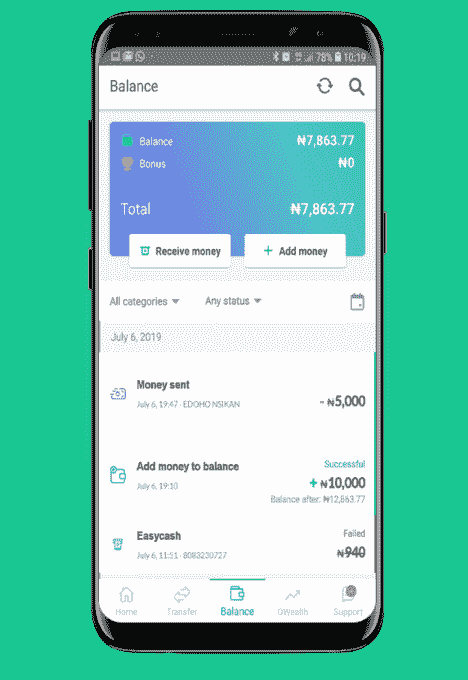 78% 10:19
Balance
Balance ₦7,863.77
Bonus ₦0
Total ₦7,863.77
Receive money Add money
All categories Any status
July 6, 2019
Money sent
July 6, 19:47 · EDOHO NSIKAN - ₦5,000
Successful
Add money to balance
+ ₦10,000
July 6, 19:10
Balance after: ₦12,863.77
Easycash Failed
July 6, 11:51 · 8083230727 ₦940
Home Transfer Balance OWealth Support